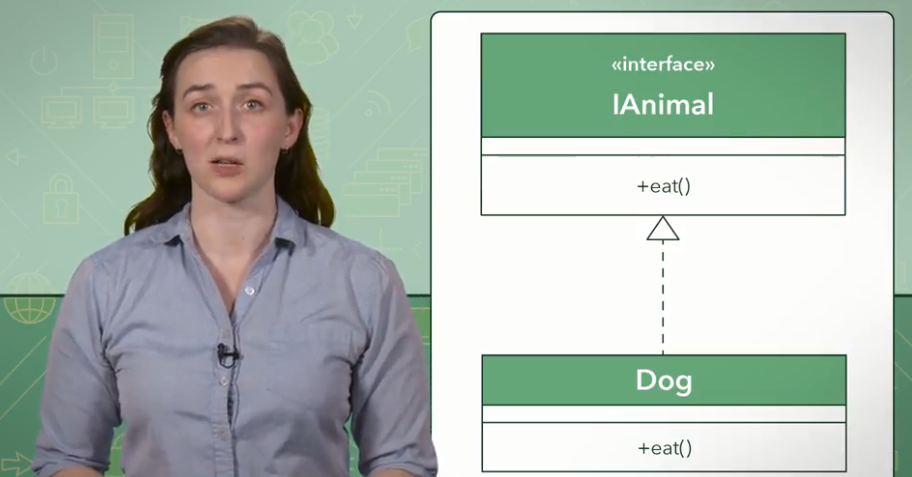 «interface»
IAnimal
+eat()
Dog
+eat()